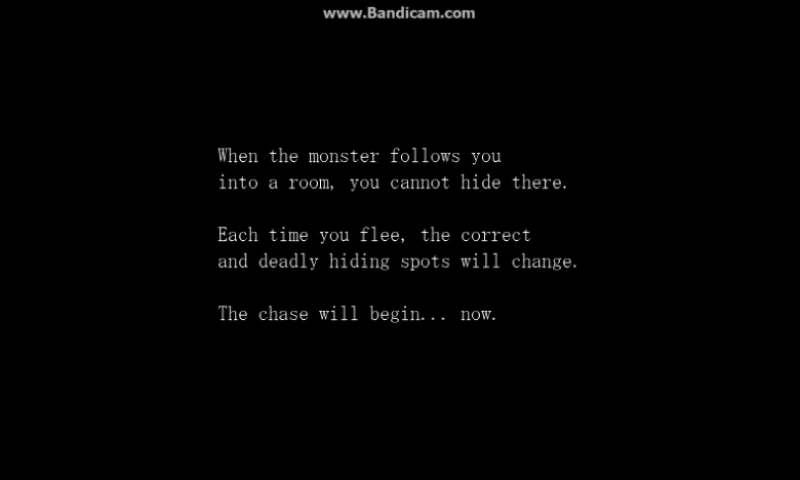 www.Bandicam.com
When the monster follows you
into a room, you cannot hide there.
Each time you flee, the correct
and deadly hiding spots will change.
The chase will begin... now.